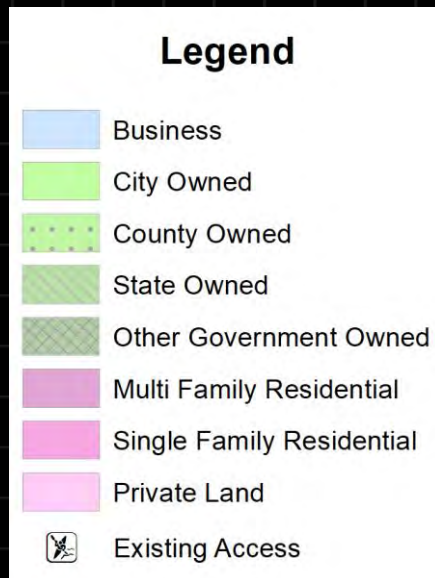 Legend
Business
City Owned
County Owned
State Owned
Other Government Owned
Multi Family Residential
Single Family Residential
Private Land
Existing Access